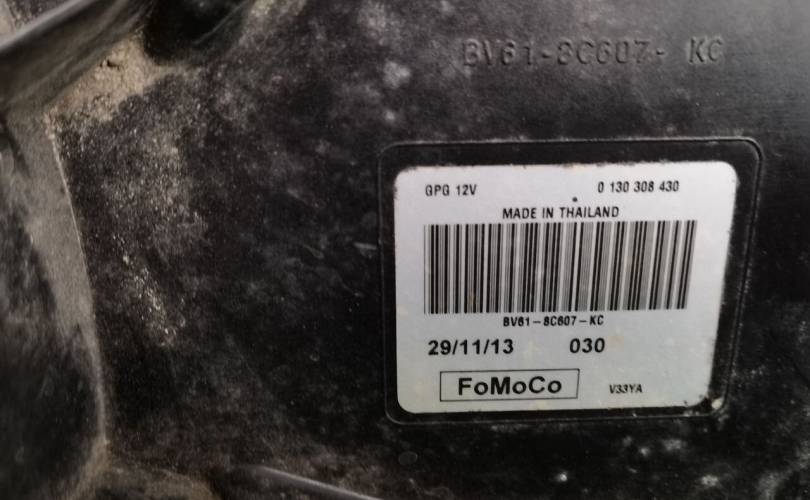 BV61-8C607- KC
GPG 12V 0 130 308 430
MADE IN THAILAND
BV61-8C607-KC
29/11/13 030
FoMoCo V33YA